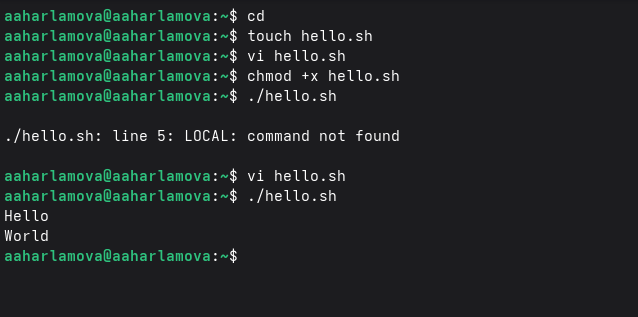 aaharlamova@aaharlamova:~$ cd
aaharlamova@aaharlamova:~$ touch hello.sh
aaharlamova@aaharlamova:~$ vi hello.sh
aaharlamova@aaharlamova:~$ chmod +x hello.sh
aaharlamova@aaharlamova:~$ ./hello.sh
./hello.sh: line 5: LOCAL: command not found
aaharlamova@aaharlamova:~$ vi hello.sh
aaharlamova@aaharlamova:~$ ./hello.sh
Hello
World
aaharlamova@aaharlamova:~$